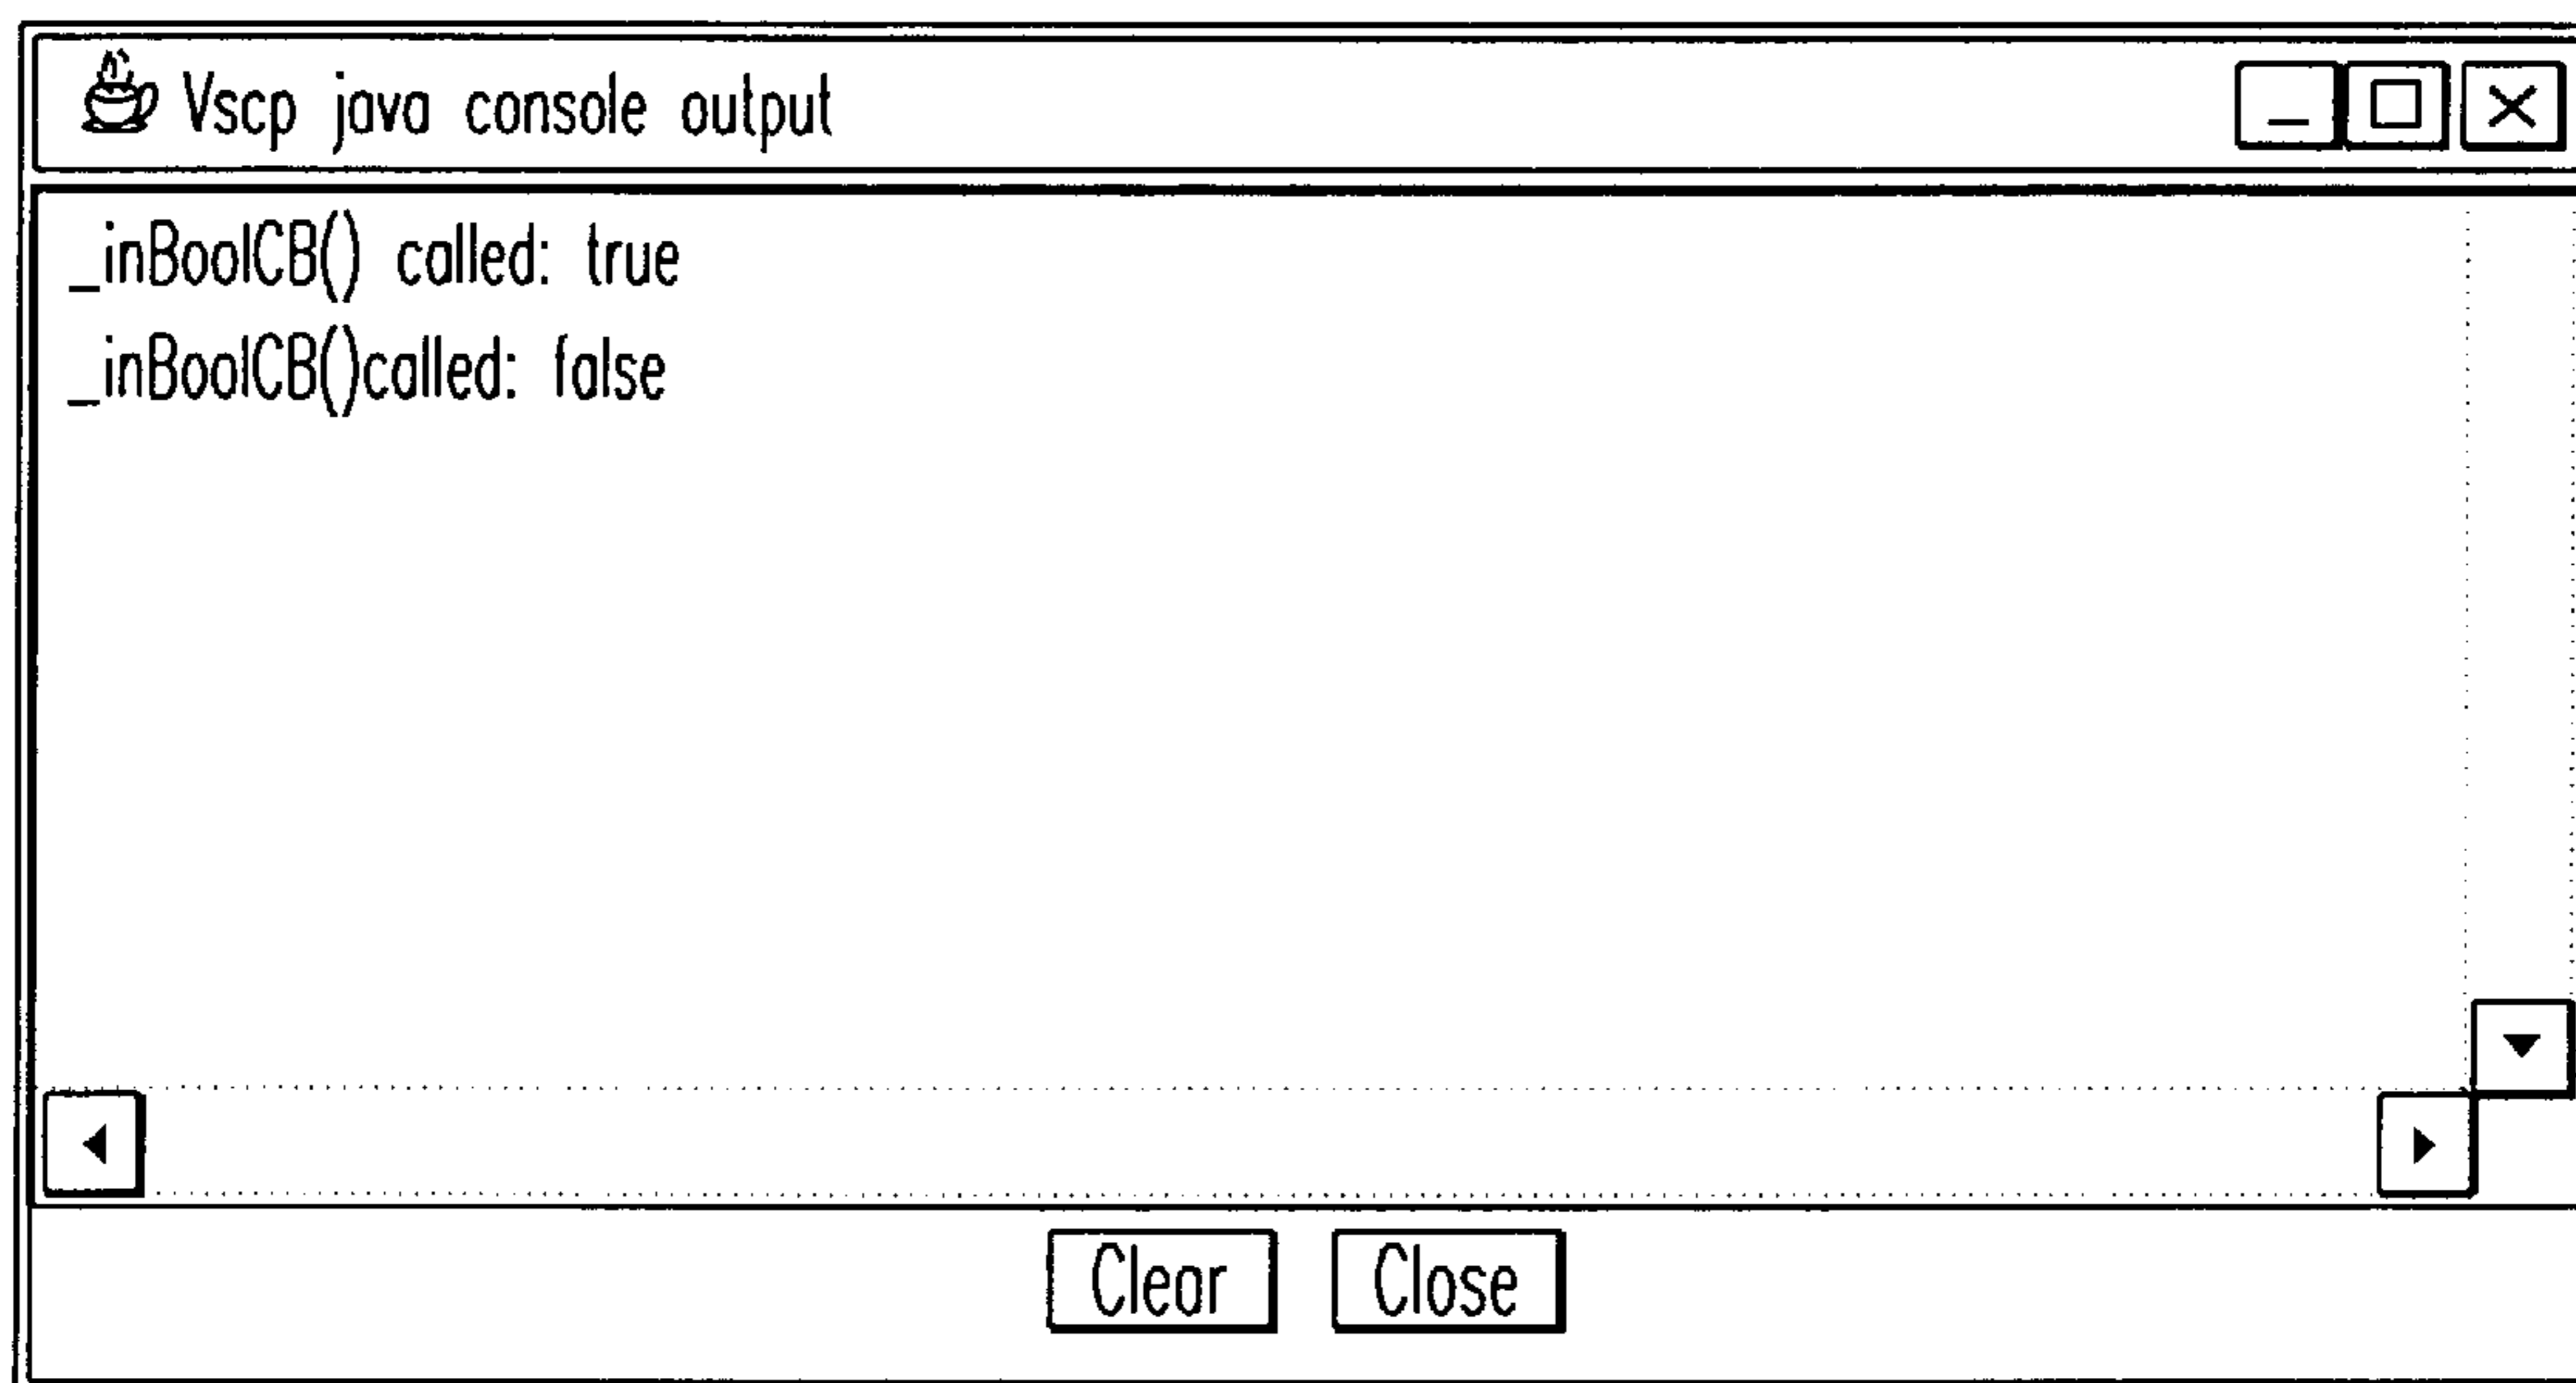 Vscp java console output
_inBoolCB() called: true
_inBoolCB()called: false
Clear Close